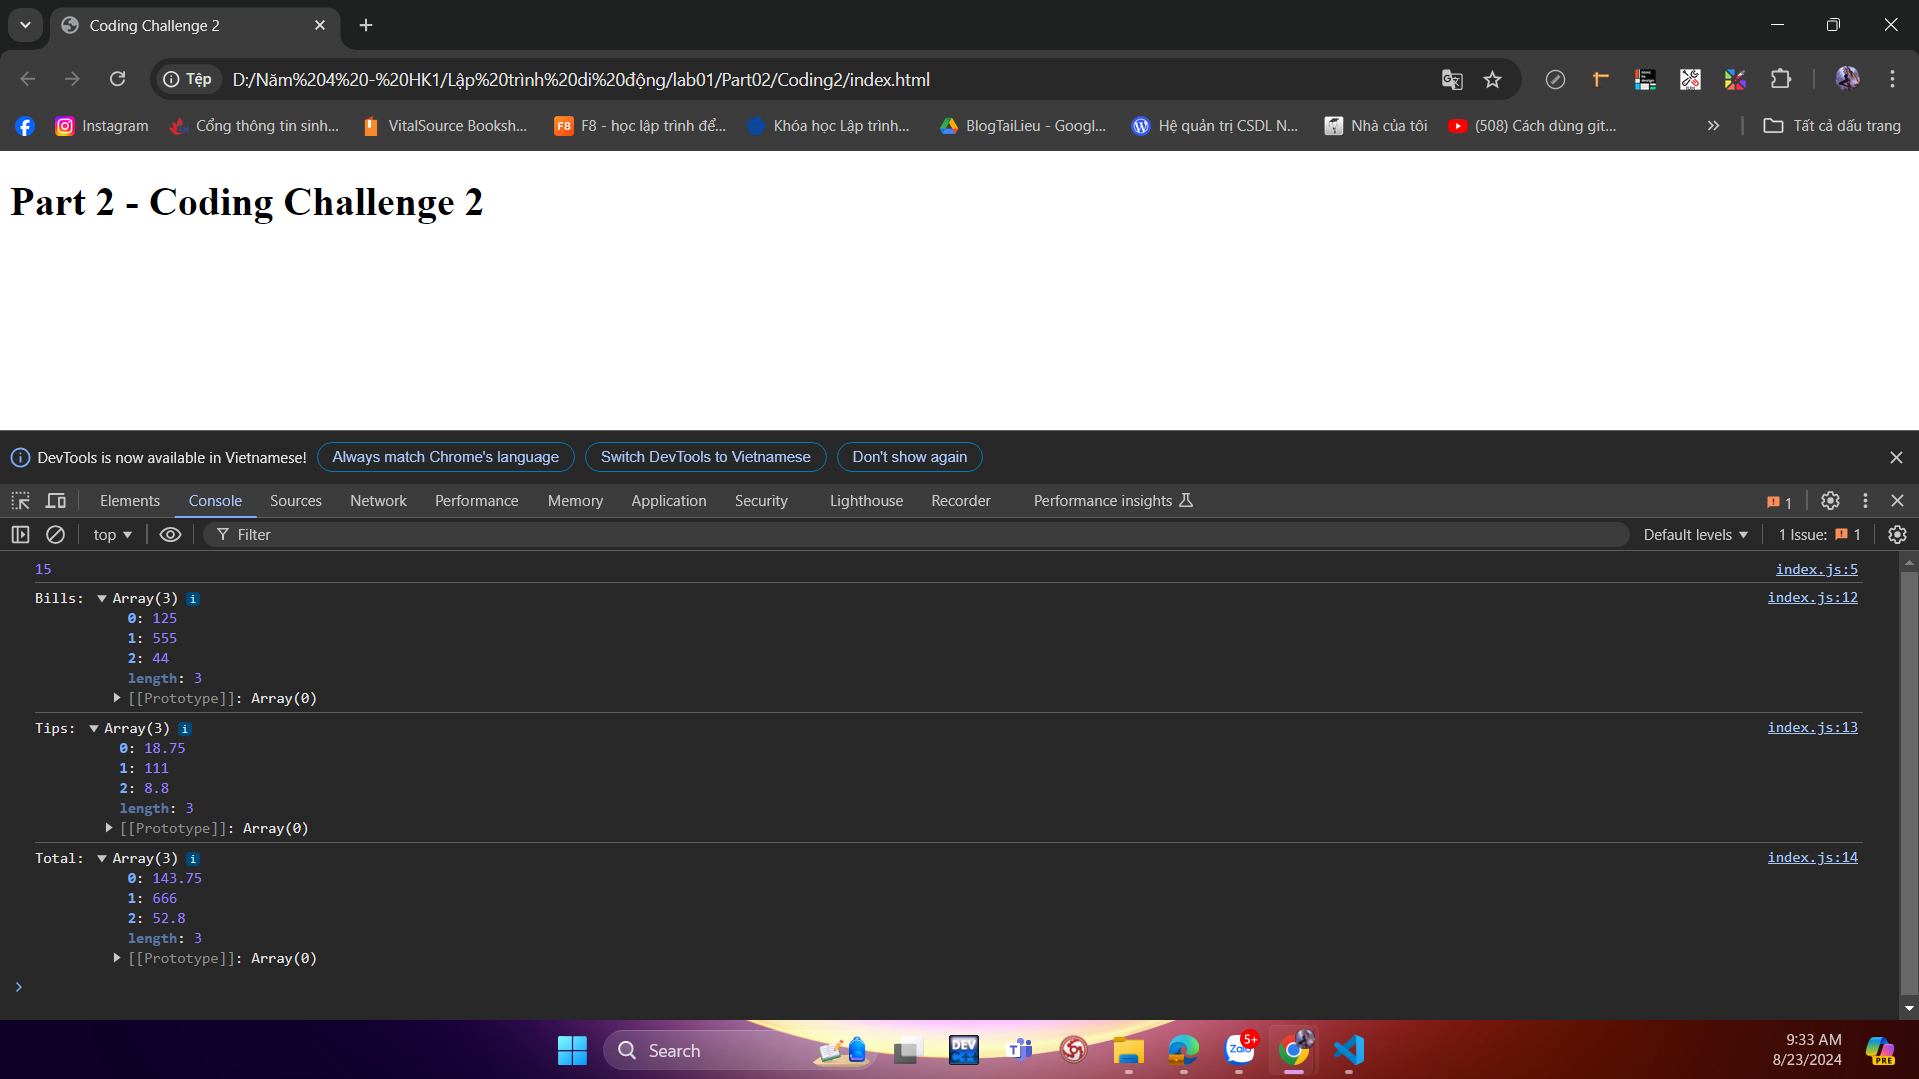 Coding Challenge 2
Tệp D:/Năm%204%20-%20HK1/Lập%20trình%20di%20động/lab01/Part02/Coding2/index.html
Instagram Cổng thông tin sinh... VitalSource Booksh... F8 F8 - học lập trình để... Khóa học Lập trình... BlogTaiLieu - Googl... Hệ quản trị CSDL N... Nhà của tôi (508) Cách dùng git... Tất cả dấu trang
Part 2 - Coding Challenge 2
DevTools is now available in Vietnamese! Always match Chrome's language Switch DevTools to Vietnamese Don't show again
Elements Console Sources Network Performance Memory Application Security Lighthouse Recorder Performance insights 1
top Filter Default levels 1 Issue: 1
15 index.js:5
Bills: Array(3) i index.js:12
0: 125
1: 555
2: 44
length: 3
[[Prototype]]: Array(0)
Tips: Array(3) i index.js:13
0: 18.75
1: 111
2: 8.8
length: 3
[[Prototype]]: Array(0)
Total: Array(3) i index.js:14
0: 143.75
1: 666
2: 52.8
length: 3
[[Prototype]]: Array(0)
Search DEV C++ Zalo 5+ 9:33 AM
8/23/2024 PRE